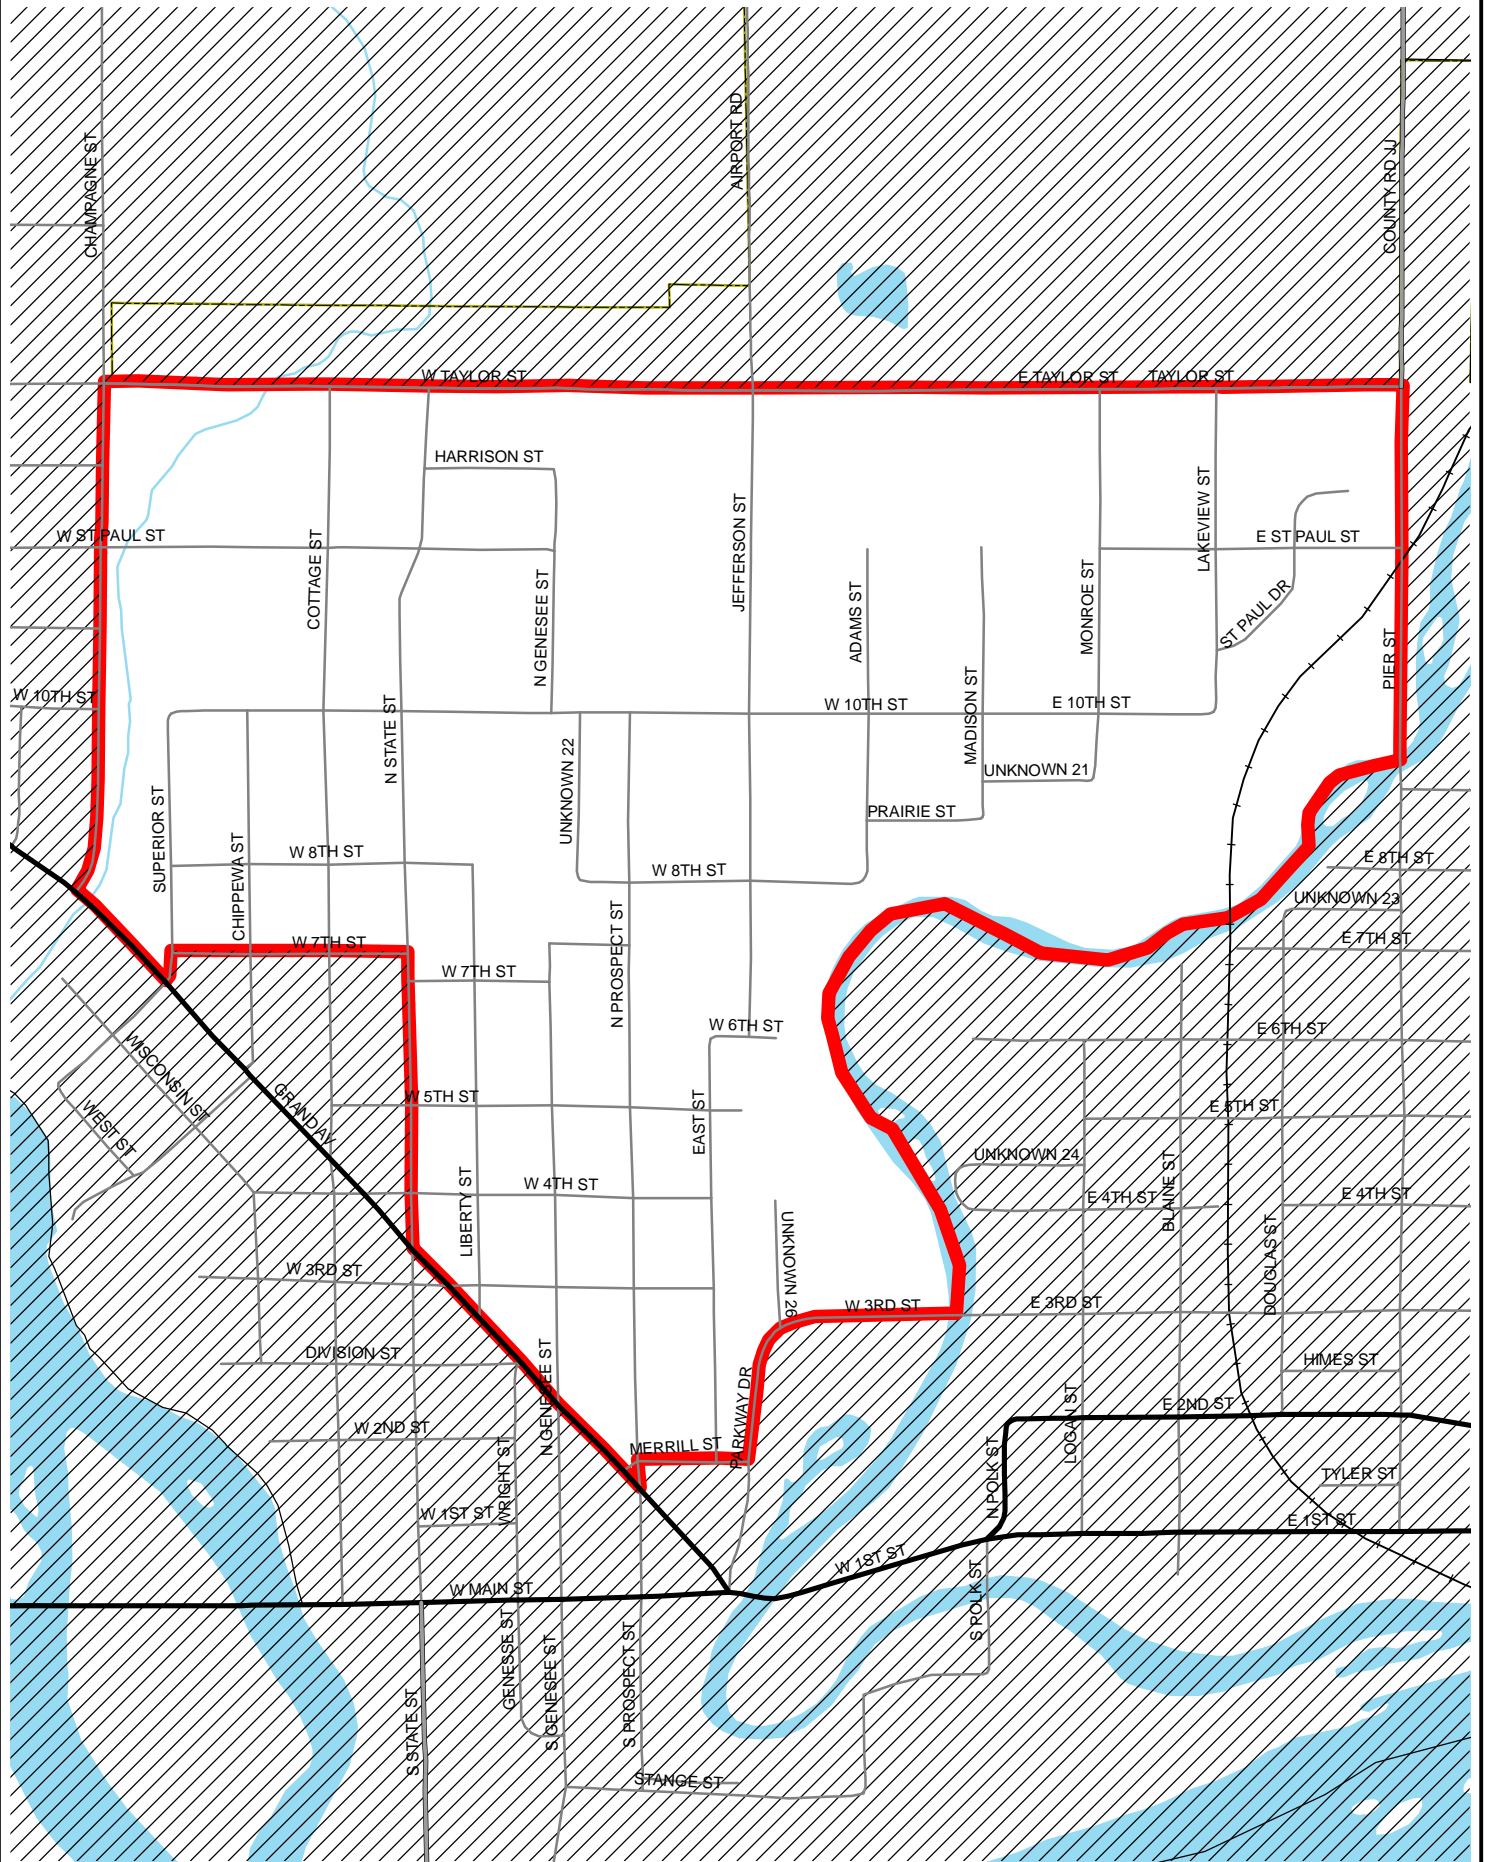 CHAMPAGNE ST
AIRPORT RD
COUNTY RD JJ
W TAYLOR ST
E TAYLOR ST
TAYLOR ST
HARRISON ST
W ST PAUL ST
COTTAGE ST
N GENESEE ST
JEFFERSON ST
ADAMS ST
MONROE ST
LAKEVIEW ST
E ST PAUL ST
ST PAUL DR
PIER ST
W 10TH ST
N STATE ST
W 10TH ST
MADISON ST
E 10TH ST
UNKNOWN 22
UNKNOWN 21
SUPERIOR ST
CHIPPEWA ST
W 8TH ST
PRAIRIE ST
W 8TH ST
E 8TH ST
UNKNOWN 23
W 7TH ST
W 7TH ST
N PROSPECT ST
E 7TH ST
W 6TH ST
E 6TH ST
WISCONSIN ST
WEST ST
GRAND AV
W 5TH ST
EAST ST
E 5TH ST
UNKNOWN 24
LIBERTY ST
W 4TH ST
UNKNOWN 26
E 4TH ST
BLAINE ST
E 4TH ST
DOUGLAS ST
W 3RD ST
W 3RD ST
E 3RD ST
DIVISION ST
N GENESEE ST
PARKWAY DR
HIMES ST
W 2ND ST
WRIGHT ST
MERRILL ST
LOGAN ST
E 2ND ST
N POLK ST
TYLER ST
W 1ST ST
E 1ST ST
W 1ST ST
W MAIN ST
S POLK ST
GENESSE ST
S GENESEE ST
S PROSPECT ST
S STATE ST
STANGE ST